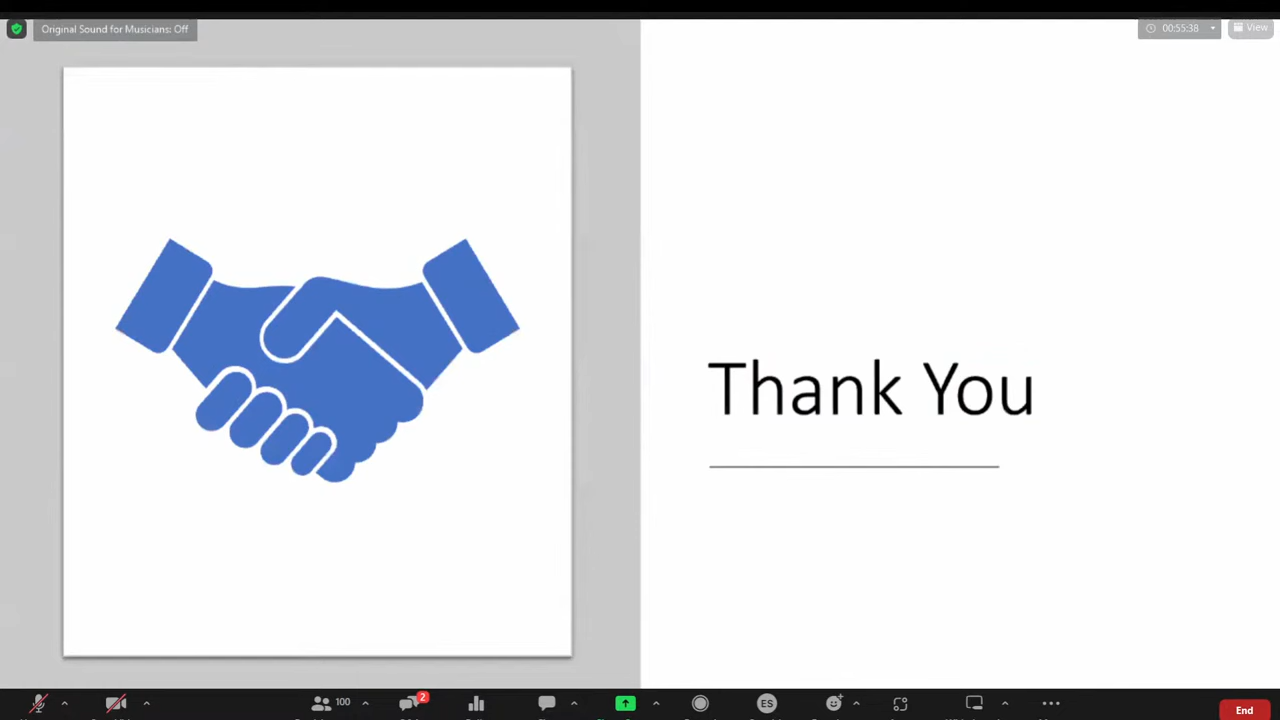 Original Sound for Musicians: Off
00:55:38
View
Thank You
100
2
ES
End